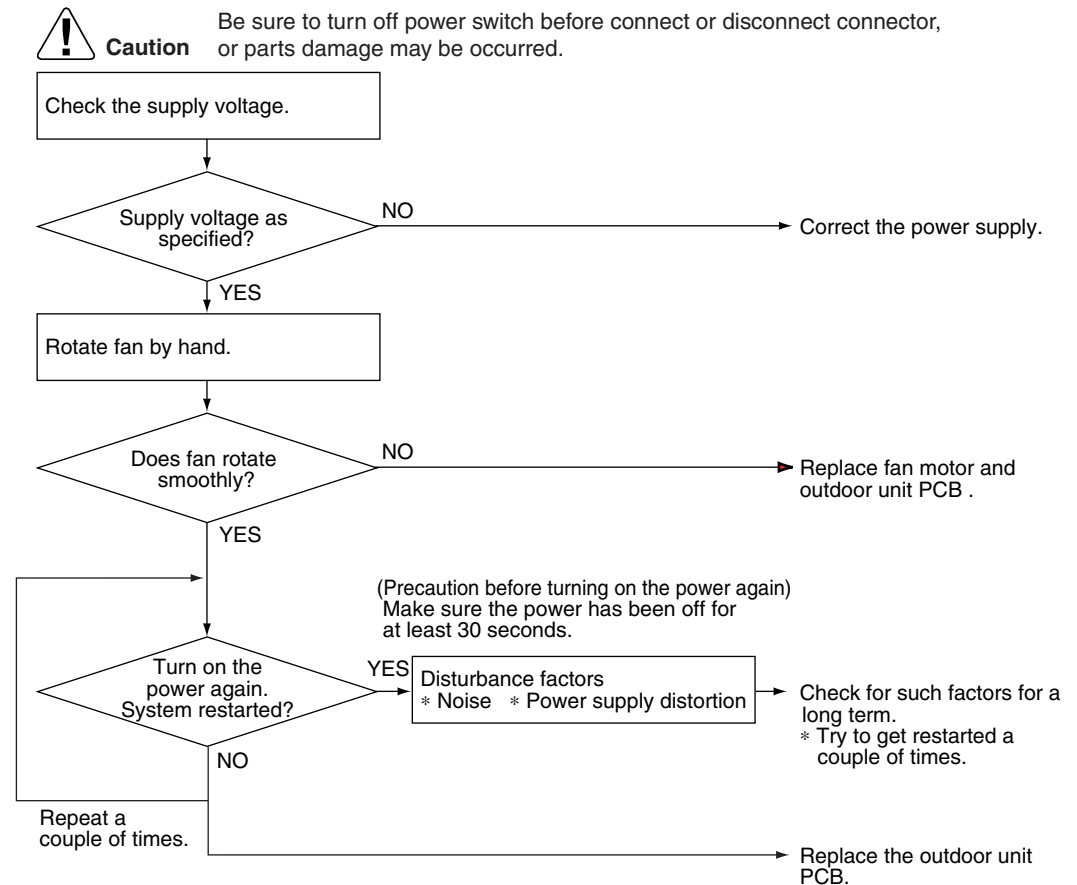 Be sure to turn off power switch before connect or disconnect connector,
Caution or parts damage may be occurred.
Check the supply voltage.
Supply voltage as
specified?
NO
Correct the power supply.
YES
Rotate fan by hand.
Does fan rotate
smoothly?
NO
Replace fan motor and
outdoor unit PCB .
YES
(Precaution before turning on the power again)
Make sure the power has been off for
at least 30 seconds.
Turn on the
power again.
System restarted?
YES
Disturbance factors
* Noise * Power supply distortion
Check for such factors for a
long term.
* Try to get restarted a
couple of times.
NO
Repeat a
couple of times.
Replace the outdoor unit
PCB.